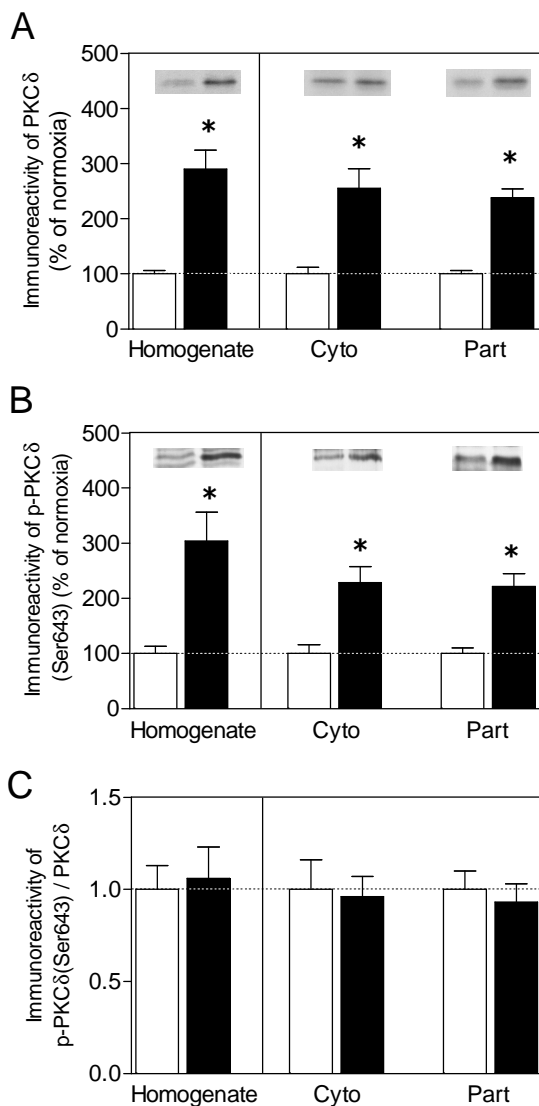 A
Immunoreactivity of PKCδ
(% of normoxia)
500
400
300
200
100
0
*
*
*
Homogenate
Cyto
Part
B
Immunoreactivity of p-PKCδ
(Ser643) (% of normoxia)
500
400
300
200
100
0
*
*
*
Homogenate
Cyto
Part
C
Immunoreactivity of
p-PKCδ(Ser643) / PKCδ
1.5
1.0
0.5
0.0
Homogenate
Cyto
Part